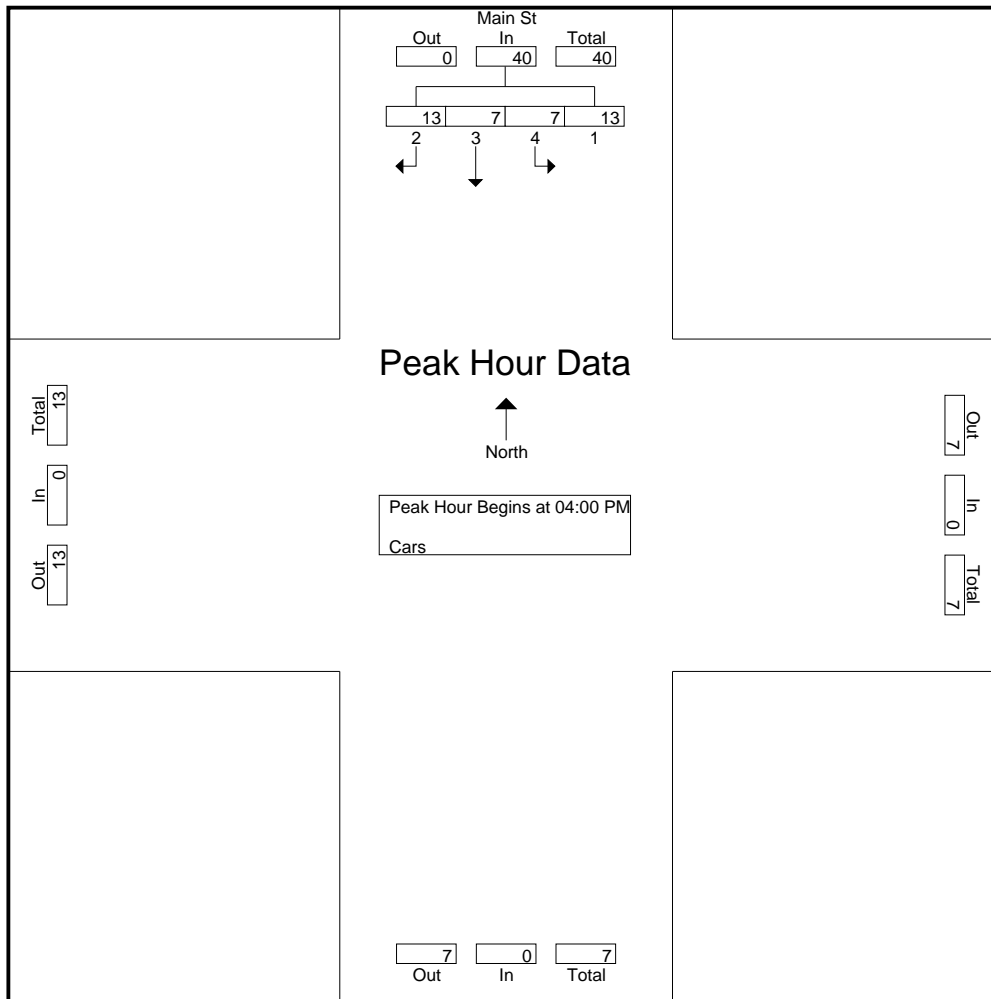 Main St
Out In Total
0 40 40
13 7 7 13
2 3 4 1
Peak Hour Data
North
Peak Hour Begins at 04:00 PM
Cars
Total 13
In 0
Out 13
Out 7
In 0
Total 7
7 0 7
Out In Total